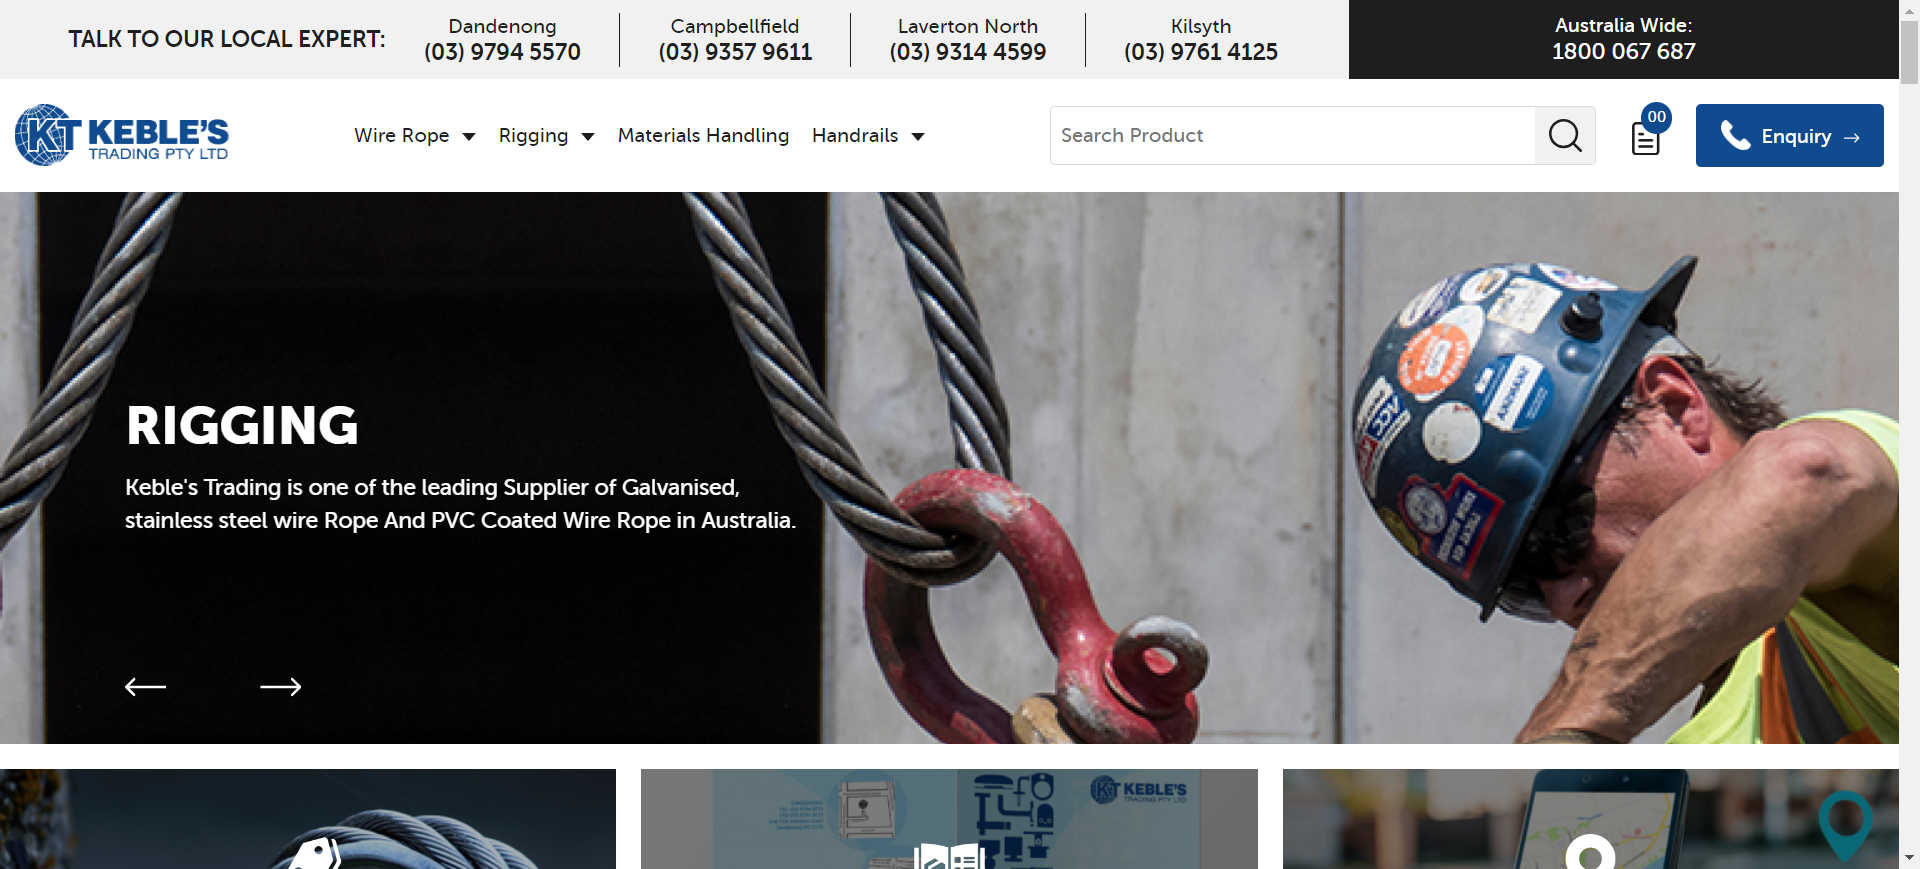 TALK TO OUR LOCAL EXPERT:
Dandenong
(03) 9794 5570
Campbellfield
(03) 9357 9611
Laverton North
(03) 9314 4599
Kilsyth
(03) 9761 4125
Australia Wide:
1800 067 687
KT KEBLE'S
TRADING PTY LTD
Wire Rope
Rigging
Materials Handling
Handrails
Search Product
00
Enquiry →
RIGGING
Keble's Trading is one of the leading Supplier of Galvanised,
stainless steel wire Rope And PVC Coated Wire Rope in Australia.
KT KEBLE'S
TRADING PTY LTD